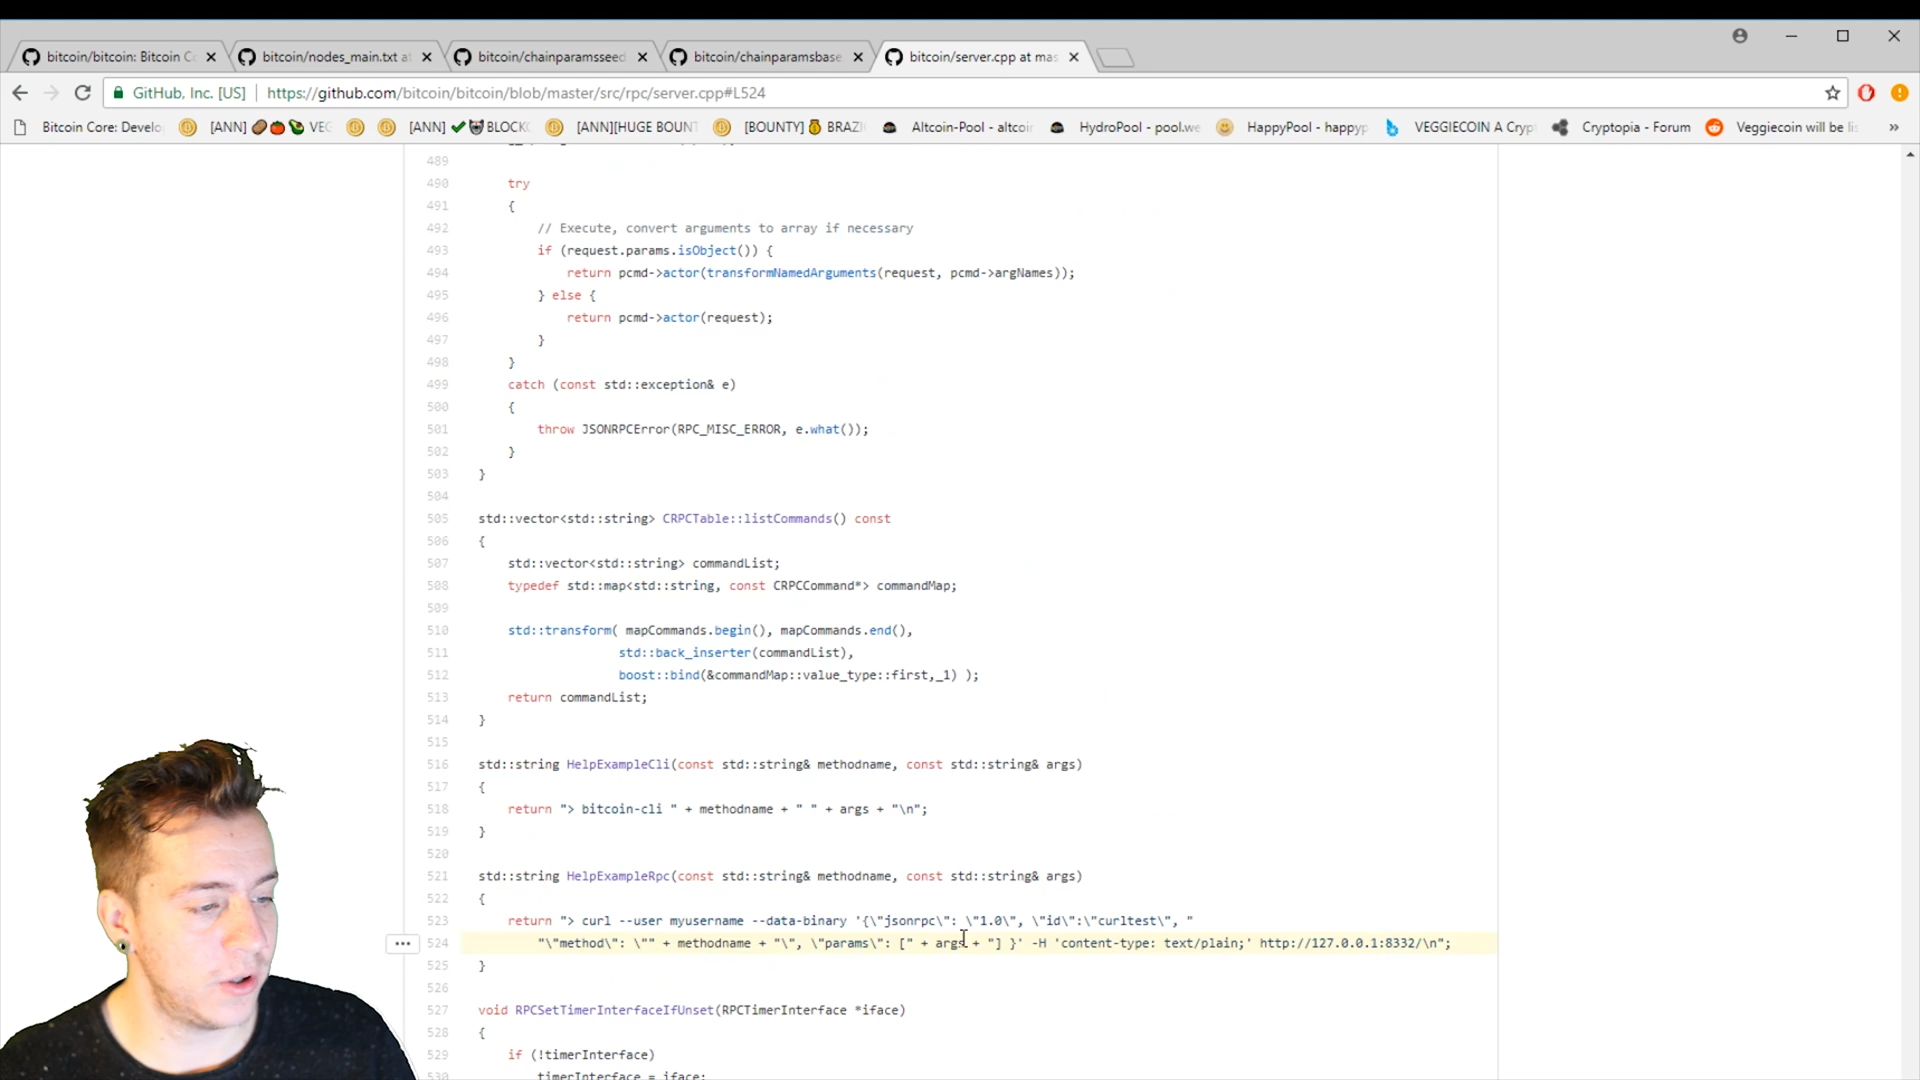 bitcoin/bitcoin: Bitcoin C
bitcoin/nodes_main.txt at
bitcoin/chainparamsseed
bitcoin/chainparamsbase
bitcoin/server.cpp at mas
GitHub, Inc. [US]
https://github.com/bitcoin/bitcoin/blob/master/src/rpc/server.cpp#L524
Bitcoin Core: Develo
[ANN] 🥔🍅🥑 VEG
[ANN] ✔ BLOCK
[ANN][HUGE BOUNT
[BOUNTY] 💰 BRAZI
Altcoin-Pool - altcoi
HydroPool - pool.we
HappyPool - happyp
VEGGIECOIN A Cryp
Cryptopia - Forum
Veggiecoin will be lis
»
489
490 try
491 {
492 // Execute, convert arguments to array if necessary
493 if (request.params.isObject()) {
494 return pcmd->actor(transformNamedArguments(request, pcmd->argNames));
495 } else {
496 return pcmd->actor(request);
497 }
498 }
499 catch (const std::exception& e)
500 {
501 throw JSONRPCError(RPC_MISC_ERROR, e.what());
502 }
503 }
504
505 std::vector<std::string> CRPCTable::listCommands() const
506 {
507 std::vector<std::string> commandList;
508 typedef std::map<std::string, const CRPCCommand*> commandMap;
509
510 std::transform( mapCommands.begin(), mapCommands.end(),
511 std::back_inserter(commandList),
512 boost::bind(&commandMap::value_type::first,_1) );
513 return commandList;
514 }
515
516 std::string HelpExampleCli(const std::string& methodname, const std::string& args)
517 {
518 return "> bitcoin-cli " + methodname + " " + args + "\n";
519 }
520
521 std::string HelpExampleRpc(const std::string& methodname, const std::string& args)
522 {
523 return "> curl --user myusername --data-binary '{\"jsonrpc\": \"1.0\", \"id\":\"curltest\", "
524 "\"method\": \"" + methodname + "\", \"params\": [" + args + "] }' -H 'content-type: text/plain;' http://127.0.0.1:8332/\n";
525 }
526
527 void RPCSetTimerInterfaceIfUnset(RPCTimerInterface *iface)
528 {
529 if (!timerInterface)
530 timerInterface = iface;